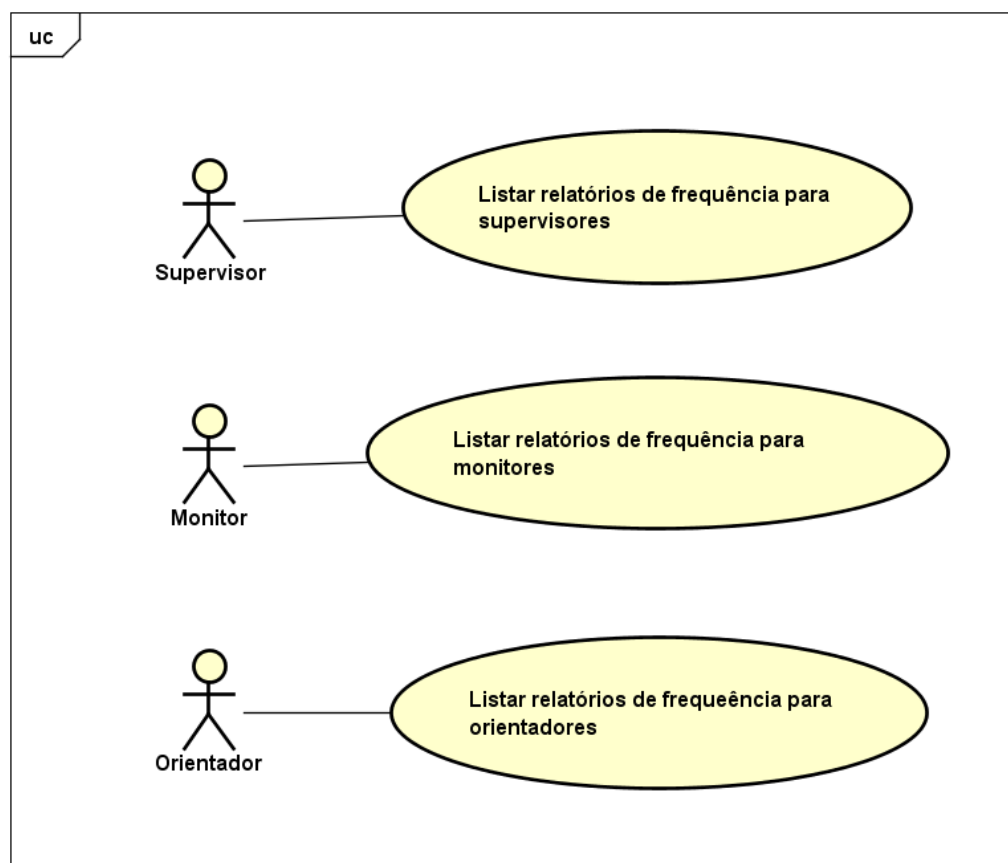 uc
Listar relatórios de frequência para
supervisores
Supervisor
Listar relatórios de frequência para
monitores
Monitor
Listar relatórios de frequeência para
orientadores
Orientador